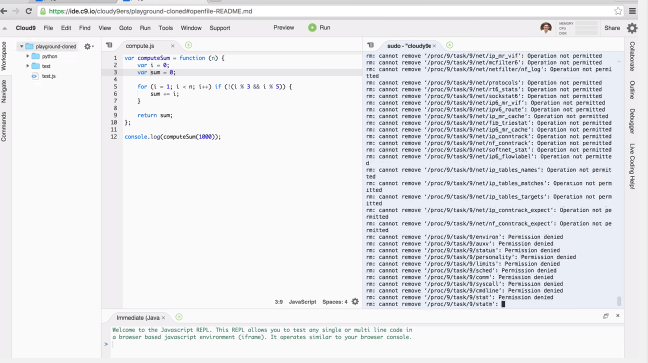 https://ide.c9.io/cloudy9ers/playground-cloned#openfile-README.md
Cloud9 File Edit Find View Goto Run Tools Window Support Preview Run MEMORY CPU DISK Share
Workspace
Navigate
Commands
playground-cloned
python
test
test.js
compute.js
1 var computeSum = function (n) {
2 var i = 0;
3 var sum = 0;
4
5 for (i = 1; i < n; i++) if (!(i % 3 && i % 5)) {
6 sum += i;
7 }
8
9 return sum;
10 };
11
12 console.log(computeSum(1000));
3:9 JavaScript Spaces: 4
sudo - "cloudy9e
rm: cannot remove '/proc/9/task/9/net/ip_mr_vif': Operation not permitted
rm: cannot remove '/proc/9/task/9/net/mcfilter6': Operation not permitted
rm: cannot remove '/proc/9/task/9/net/netfilter/nf_log': Operation not permi
tted
rm: cannot remove '/proc/9/task/9/net/rt6_stats': Operation not permitted
rm: cannot remove '/proc/9/task/9/net/sockstat6': Operation not permitted
rm: cannot remove '/proc/9/task/9/net/ip6_mr_vif': Operation not permitted
rm: cannot remove '/proc/9/task/9/net/ipv6_route': Operation not permitted
rm: cannot remove '/proc/9/task/9/net/ip_mr_cache': Operation not permitted
rm: cannot remove '/proc/9/task/9/net/fib_triestat': Operation not permitted
rm: cannot remove '/proc/9/task/9/net/ip6_mr_cache': Operation not permitted
rm: cannot remove '/proc/9/task/9/net/ip_conntrack': Operation not permitted
rm: cannot remove '/proc/9/task/9/net/nf_conntrack': Operation not permitted
rm: cannot remove '/proc/9/task/9/net/softnet_stat': Operation not permitted
rm: cannot remove '/proc/9/task/9/net/ip6_flowlabel': Operation not permitte
d
rm: cannot remove '/proc/9/task/9/net/ip_tables_names': Operation not permit
ted
rm: cannot remove '/proc/9/task/9/net/ip_tables_matches': Operation not perm
itted
rm: cannot remove '/proc/9/task/9/net/ip_tables_targets': Operation not perm
itted
rm: cannot remove '/proc/9/task/9/net/ip_conntrack_expect': Operation not pe
rmitted
rm: cannot remove '/proc/9/task/9/net/nf_conntrack_expect': Operation not pe
rmitted
rm: cannot remove '/proc/9/task/9/environ': Permission denied
rm: cannot remove '/proc/9/task/9/auxv': Permission denied
rm: cannot remove '/proc/9/task/9/status': Permission denied
rm: cannot remove '/proc/9/task/9/personality': Permission denied
rm: cannot remove '/proc/9/task/9/limits': Permission denied
rm: cannot remove '/proc/9/task/9/sched': Permission denied
rm: cannot remove '/proc/9/task/9/comm': Permission denied
rm: cannot remove '/proc/9/task/9/syscall': Permission denied
rm: cannot remove '/proc/9/task/9/cmdline': Permission denied
rm: cannot remove '/proc/9/task/9/stat': Permission denied
rm: cannot remove '/proc/9/task/9/statm':
Collaborate
Outline
Debugger
Live Coding Help!
Immediate (Java
Welcome to the Javascript REPL. This REPL allows you to test any single or multi line code in
a browser based javascript environment (iframe). It operates similar to your browser console.
>